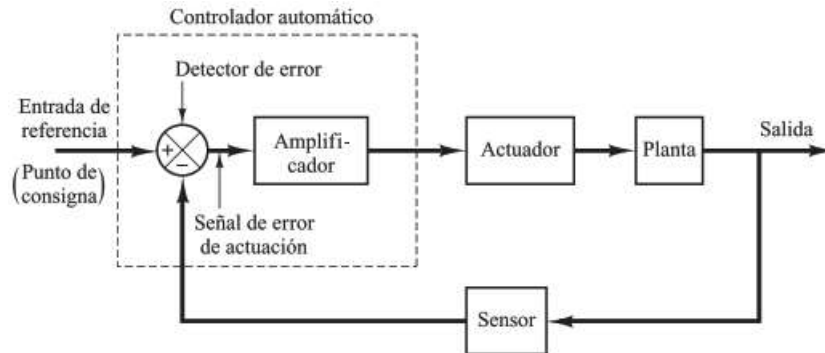 Controlador automático
Detector de error
Entrada de
referencia
(Punto de
consigna)
+
−
Amplifi-
cador
Actuador
Planta
Salida
Señal de error
de actuación
Sensor